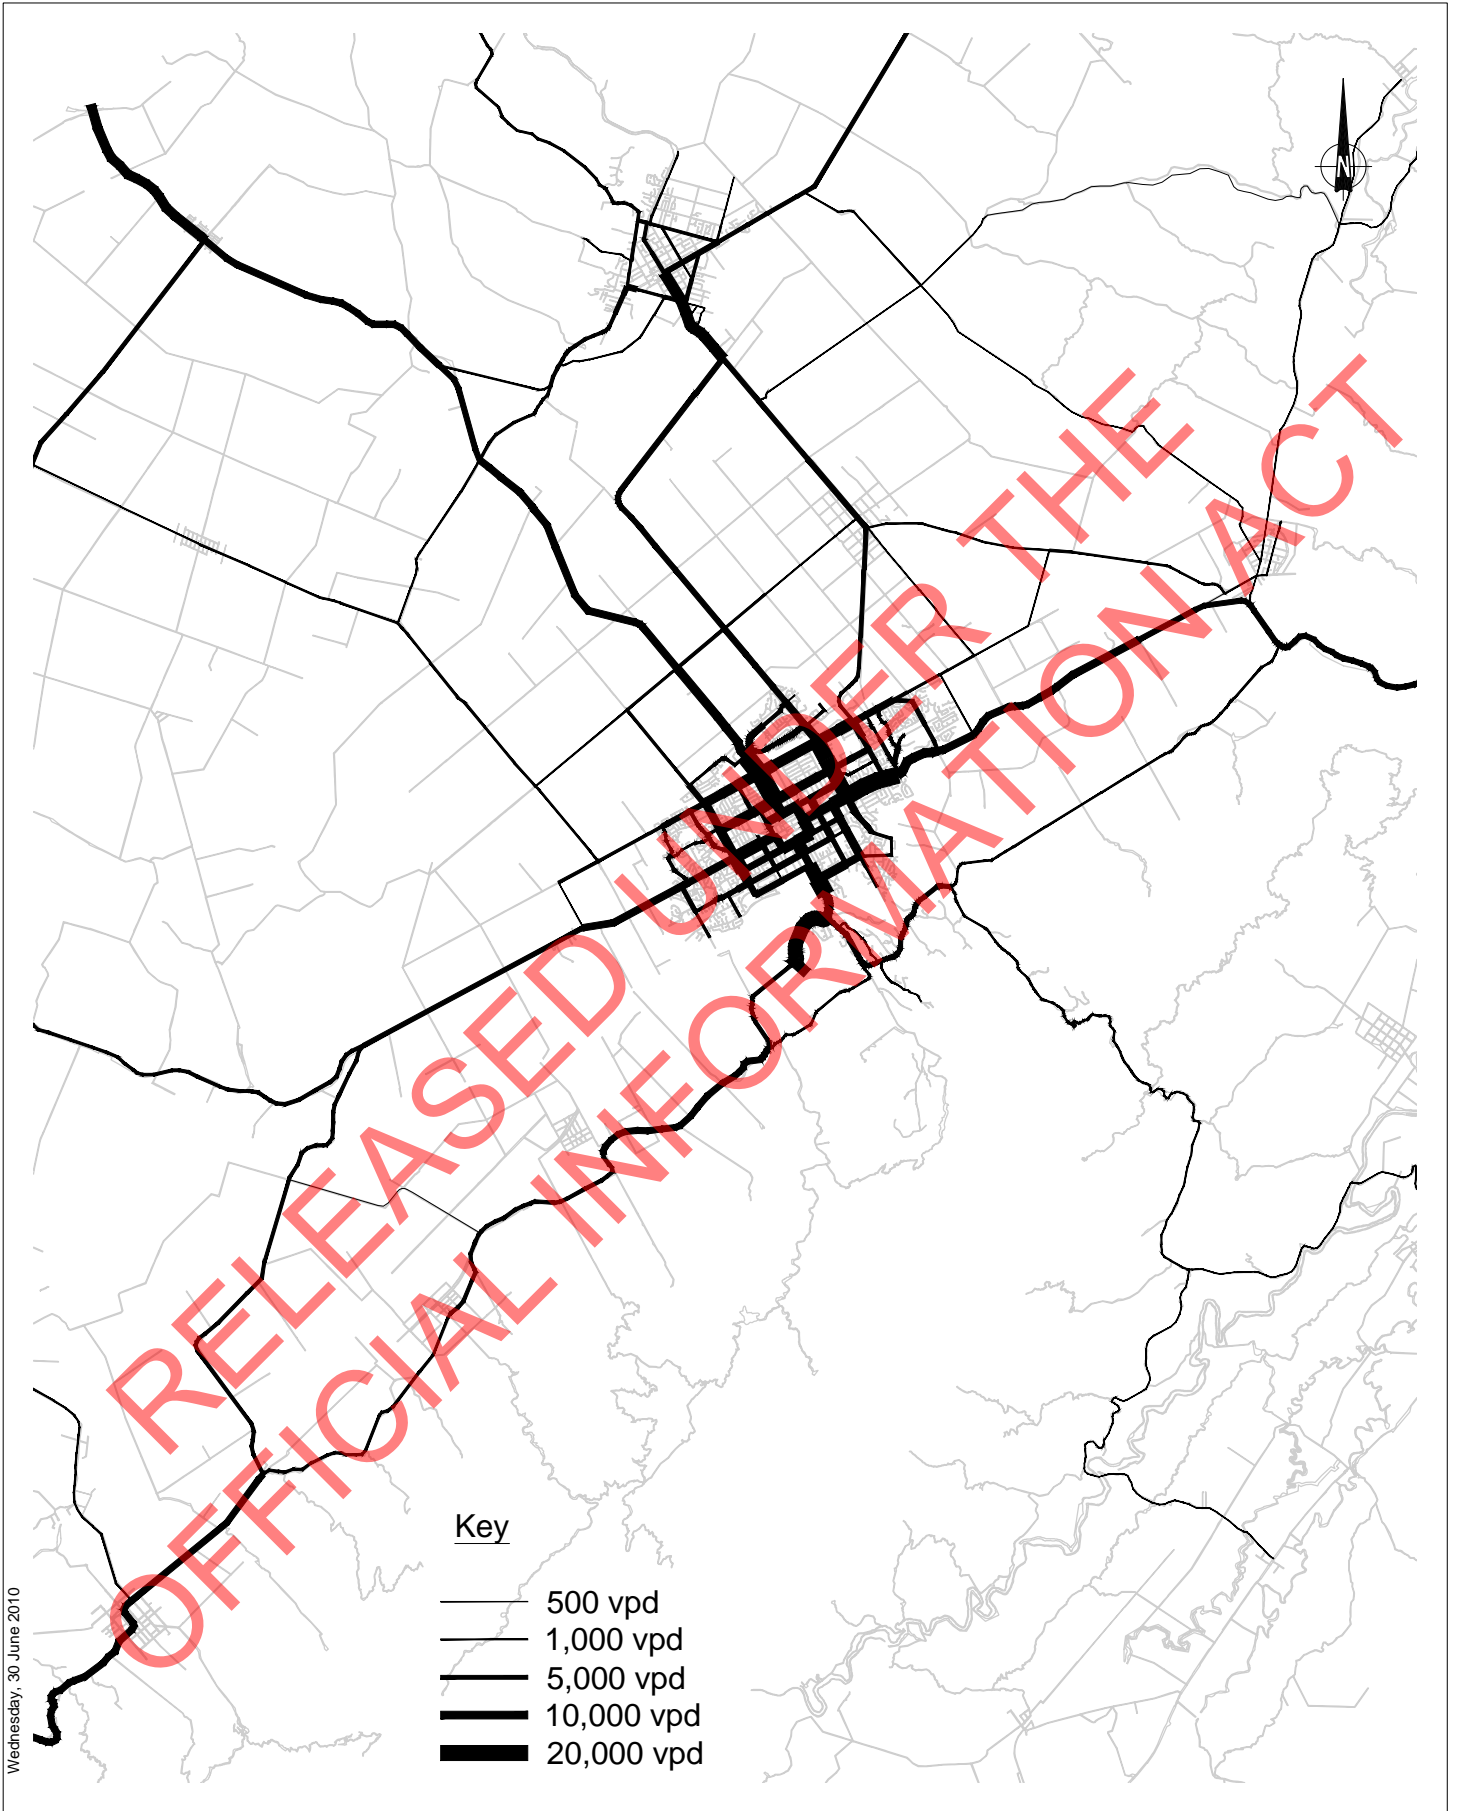 N
RELEASED UNDER THE
OFFICIAL INFORMATION ACT
Key
500 vpd
1,000 vpd
5,000 vpd
10,000 vpd
20,000 vpd
Wednesday, 30 June 2010